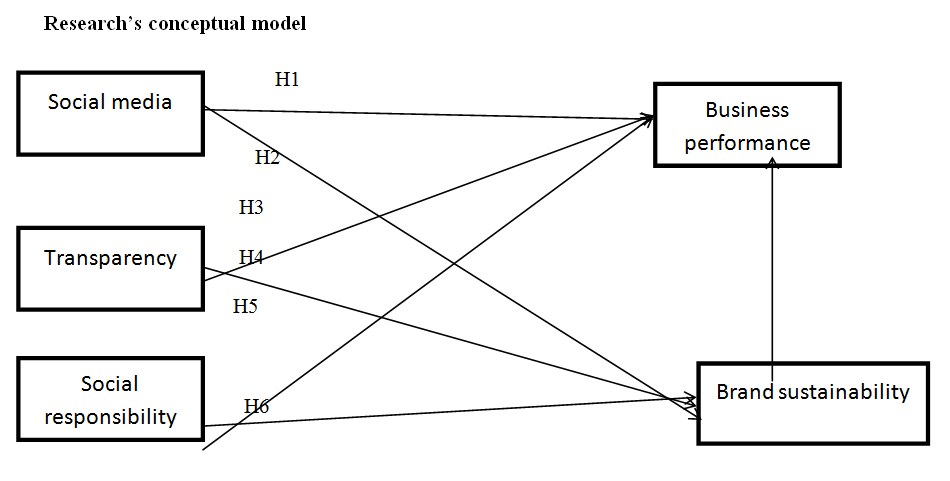 Research’s conceptual model
Social media
H1
Business
performance
H2
H3
Transparency
H4
H5
Social
responsibility
H6
Brand sustainability